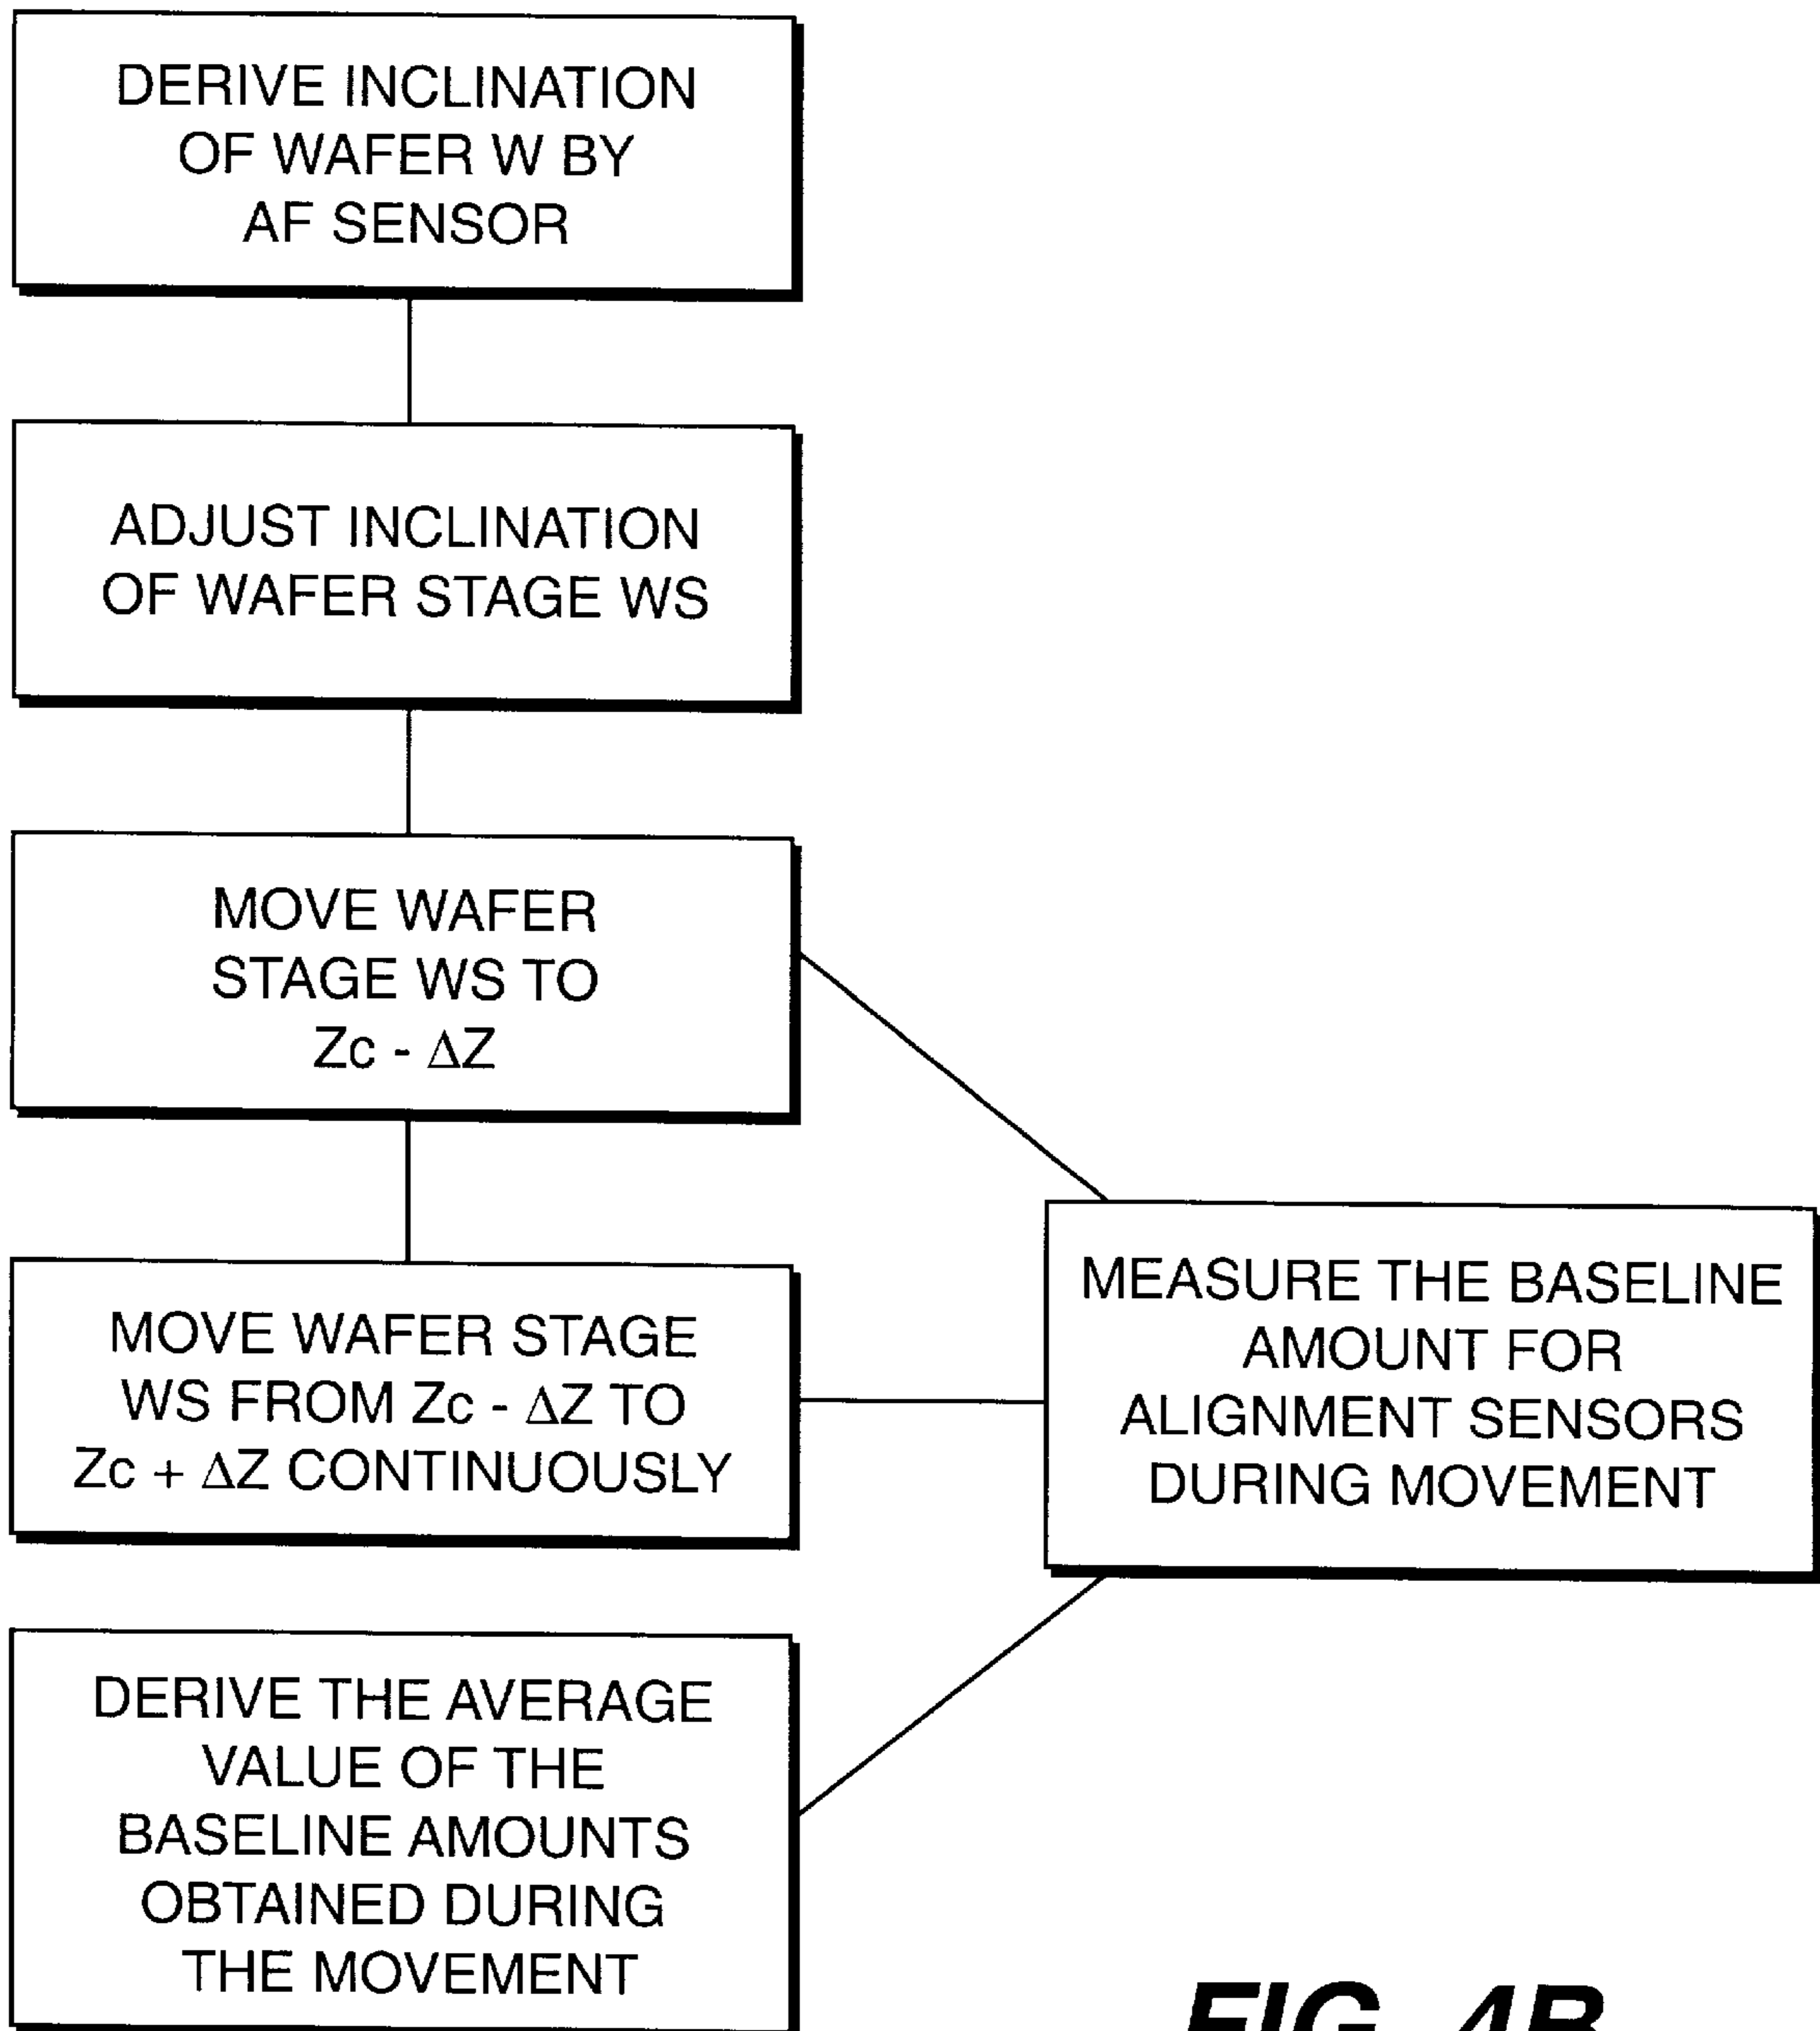 DERIVE INCLINATION
OF WAFER W BY
AF SENSOR
ADJUST INCLINATION
OF WAFER STAGE WS
MOVE WAFER
STAGE WS TO
Zc - ΔZ
MOVE WAFER STAGE
WS FROM Zc - ΔZ TO
Zc + ΔZ CONTINUOUSLY
MEASURE THE BASELINE
AMOUNT FOR
ALIGNMENT SENSORS
DURING MOVEMENT
DERIVE THE AVERAGE
VALUE OF THE
BASELINE AMOUNTS
OBTAINED DURING
THE MOVEMENT
FIG. 4B